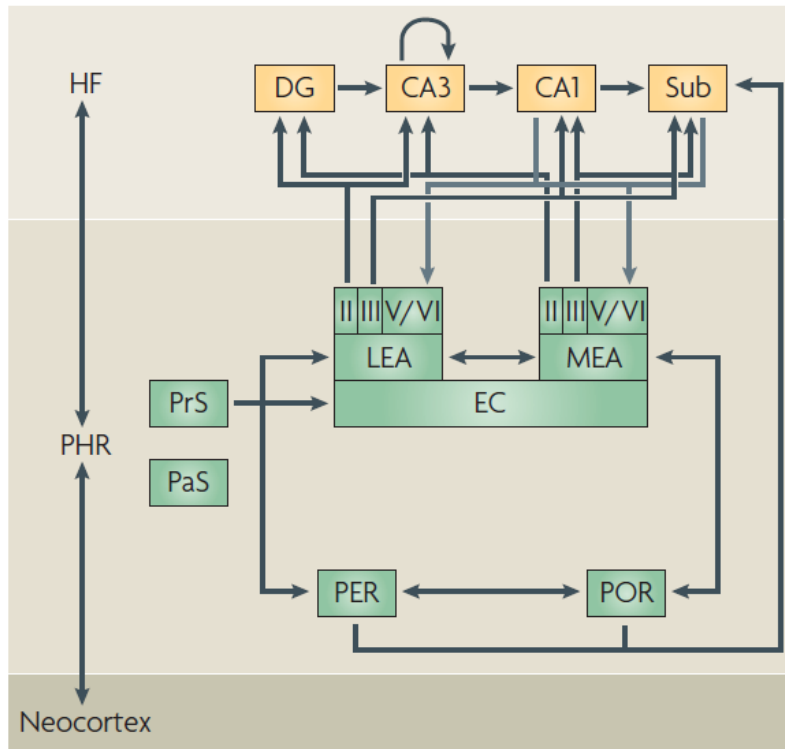 HF
DG
CA3
CA1
Sub
II
III
V/VI
II
III
V/VI
LEA
MEA
PrS
EC
PHR
PaS
PER
POR
Neocortex